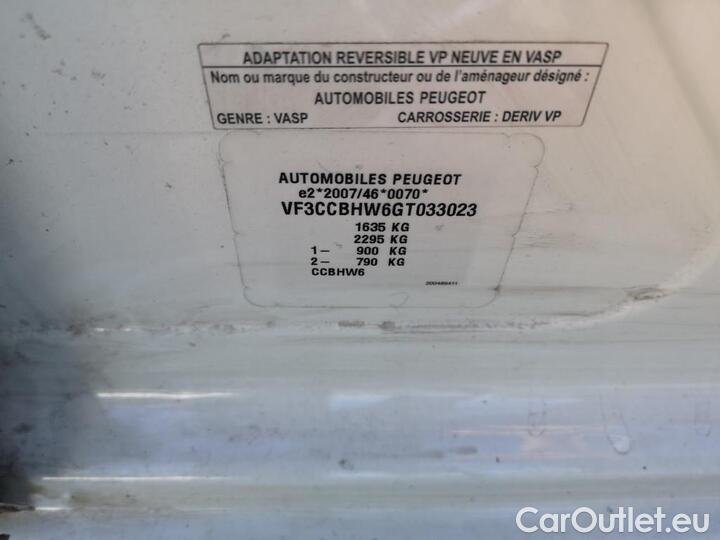 ADAPTATION REVERSIBLE VP NEUVE EN VASP
Nom ou marque du constructeur ou de l'aménageur désigné :
AUTOMOBILES PEUGEOT
GENRE : VASP CARROSSERIE : DERIV VP
AUTOMOBILES PEUGEOT
e2*2007/46*0070*
VF3CCBHW6GT033023
1635 KG
2295 KG
1- 900 KG
2- 790 KG
CCBHW6
200489411
CarOutlet.eu